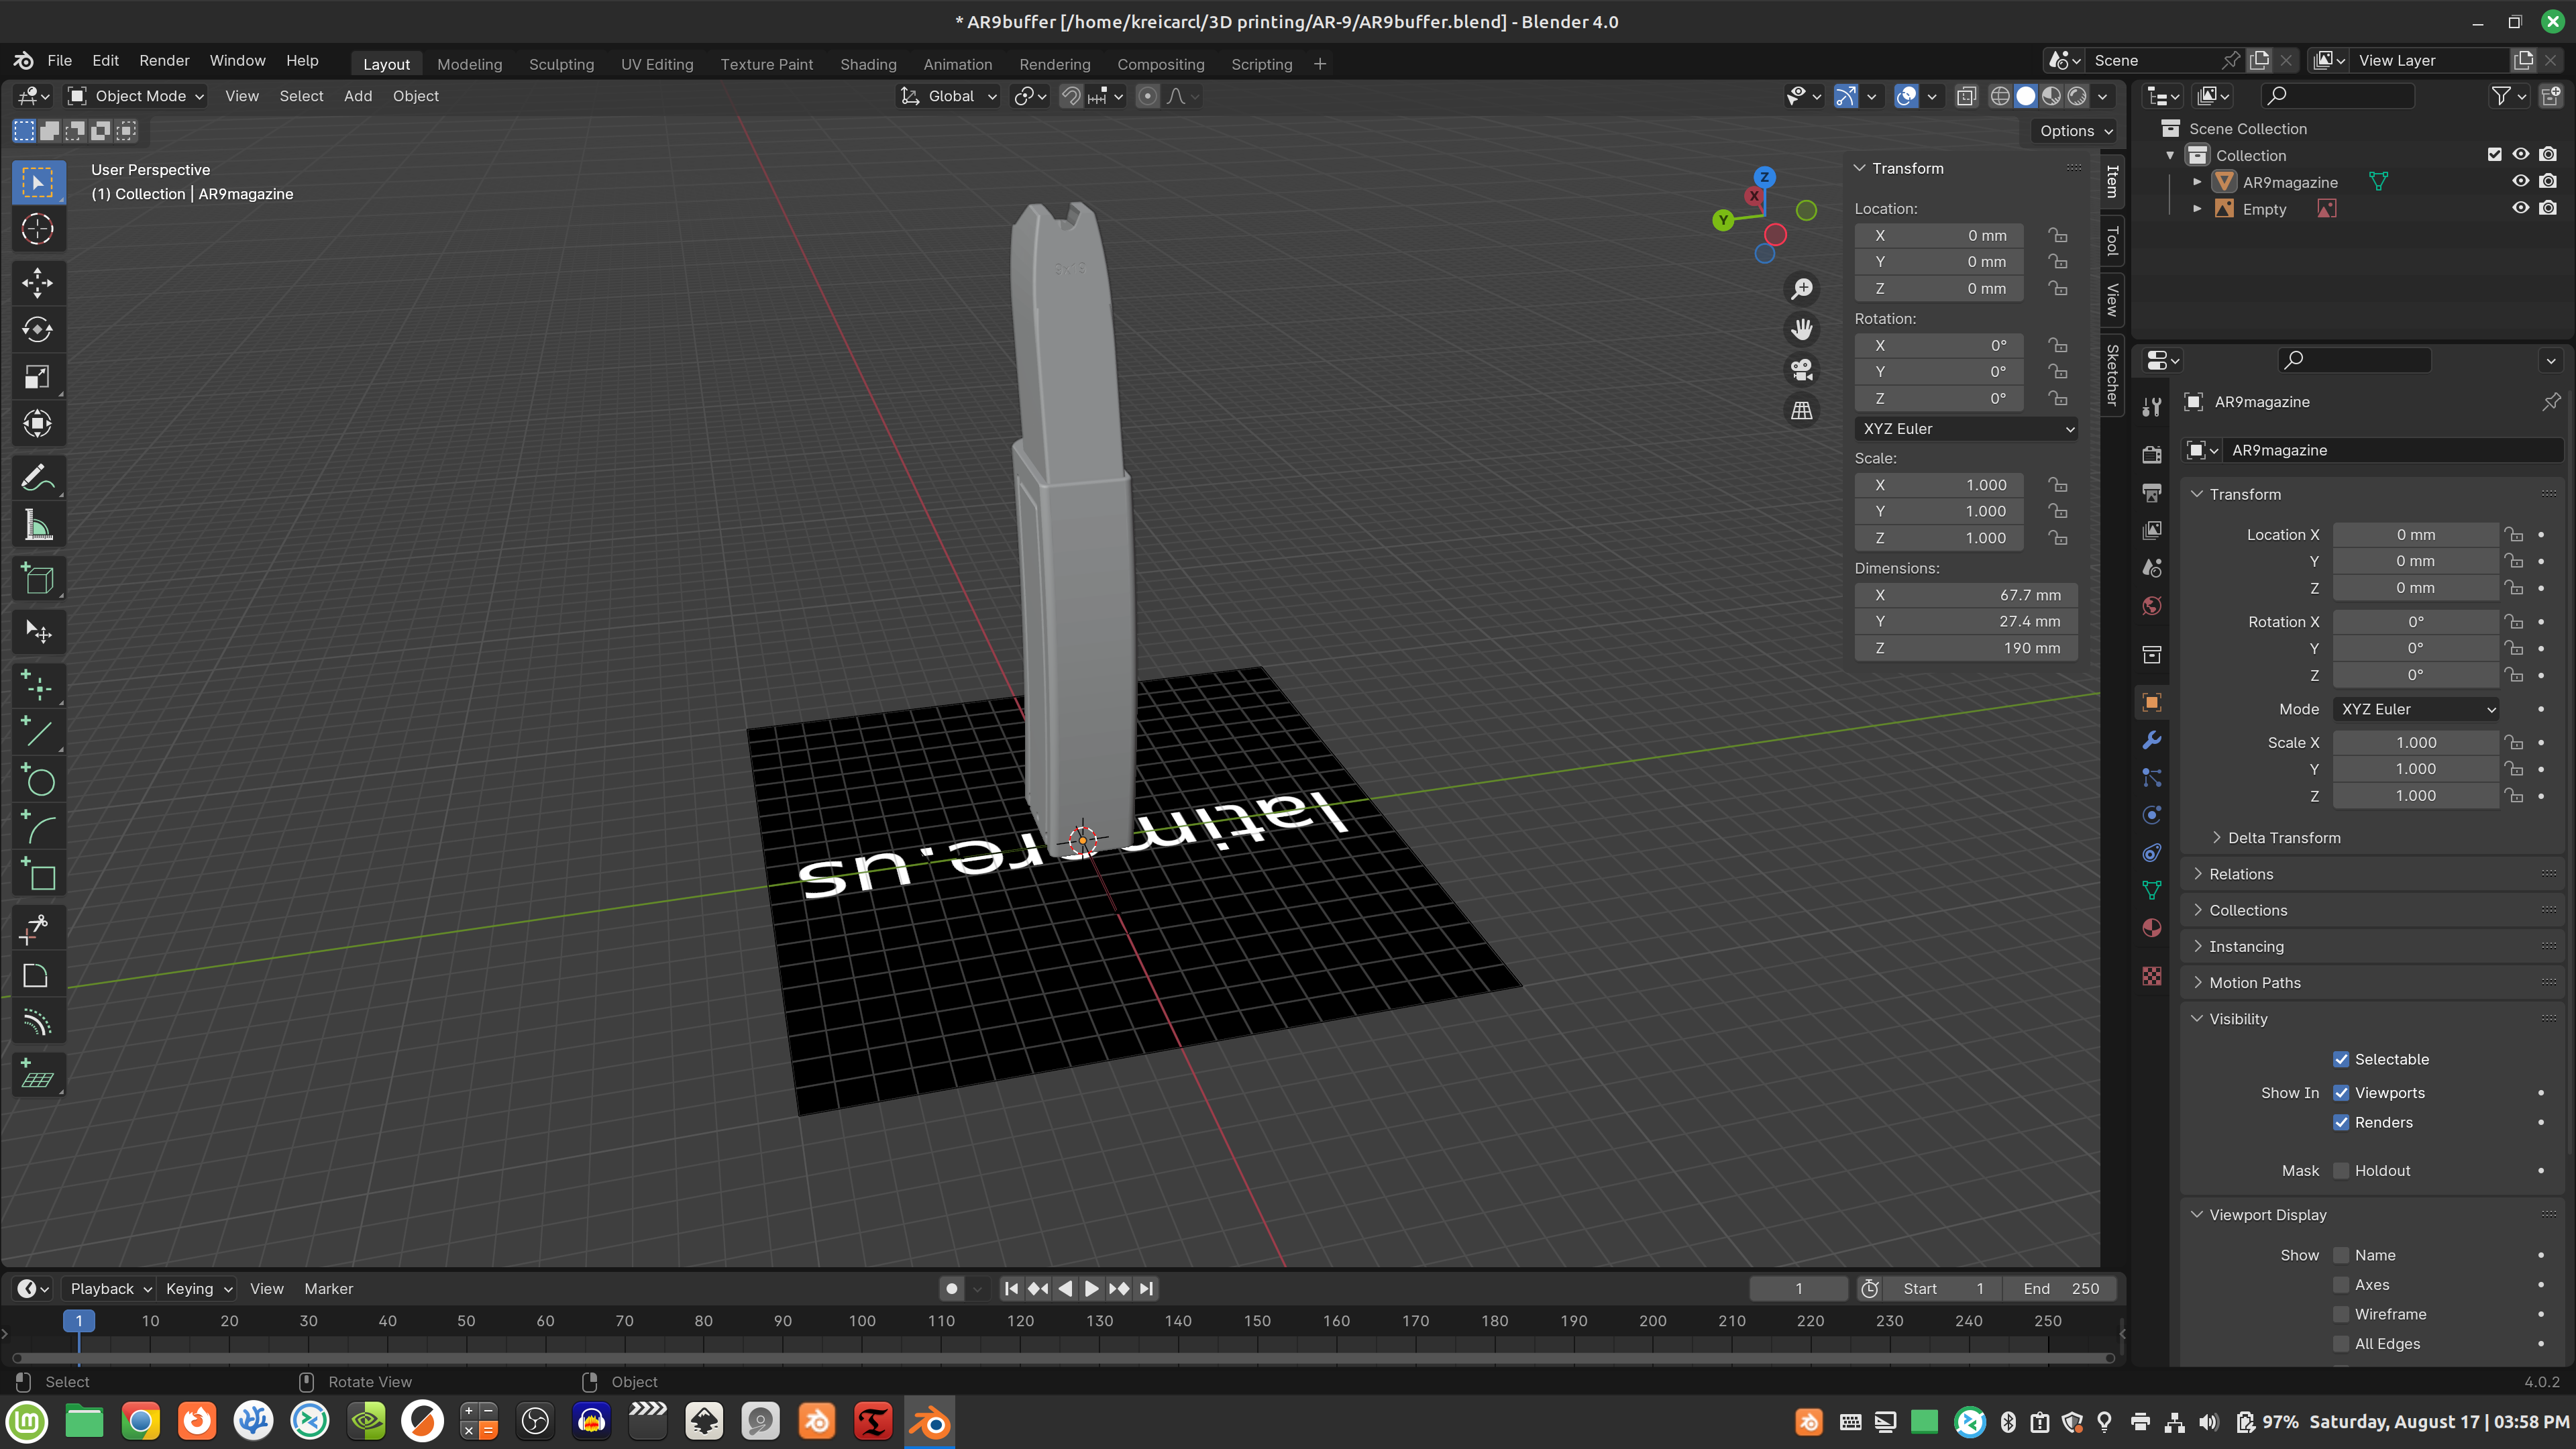 * AR9buffer [/home/kreicarcl/3D printing/AR-9/AR9buffer.blend] - Blender 4.0
File Edit Render Window Help Layout Modeling Sculpting UV Editing Texture Paint Shading Animation Rendering Compositing Scripting + Scene View Layer
Object Mode View Select Add Object Global
Options
User Perspective
(1) Collection | AR9magazine
Z
X
Y
Transform
Location:
X 0 mm
Y 0 mm
Z 0 mm
Rotation:
X 0°
Y 0°
Z 0°
XYZ Euler
Scale:
X 1.000
Y 1.000
Z 1.000
Dimensions:
X 67.7 mm
Y 27.4 mm
Z 190 mm
Item
Tool
View
Sketcher
Scene Collection
Collection
AR9magazine
Empty
AR9magazine
AR9magazine
Transform
Location X 0 mm
Y 0 mm
Z 0 mm
Rotation X 0°
Y 0°
Z 0°
Mode XYZ Euler
Scale X 1.000
Y 1.000
Z 1.000
Delta Transform
Relations
Collections
Instancing
Motion Paths
Visibility
Selectable
Show In Viewports
Renders
Mask Holdout
Viewport Display
Show Name
Axes
Wireframe
All Edges
9x19
re.us
Playback Keying View Marker 1 Start 1 End 250
1 10 20 30 40 50 60 70 80 90 100 110 120 130 140 150 160 170 180 190 200 210 220 230 240 250
Select Rotate View Object 4.0.2
97% Saturday, August 17 | 03:58 PM